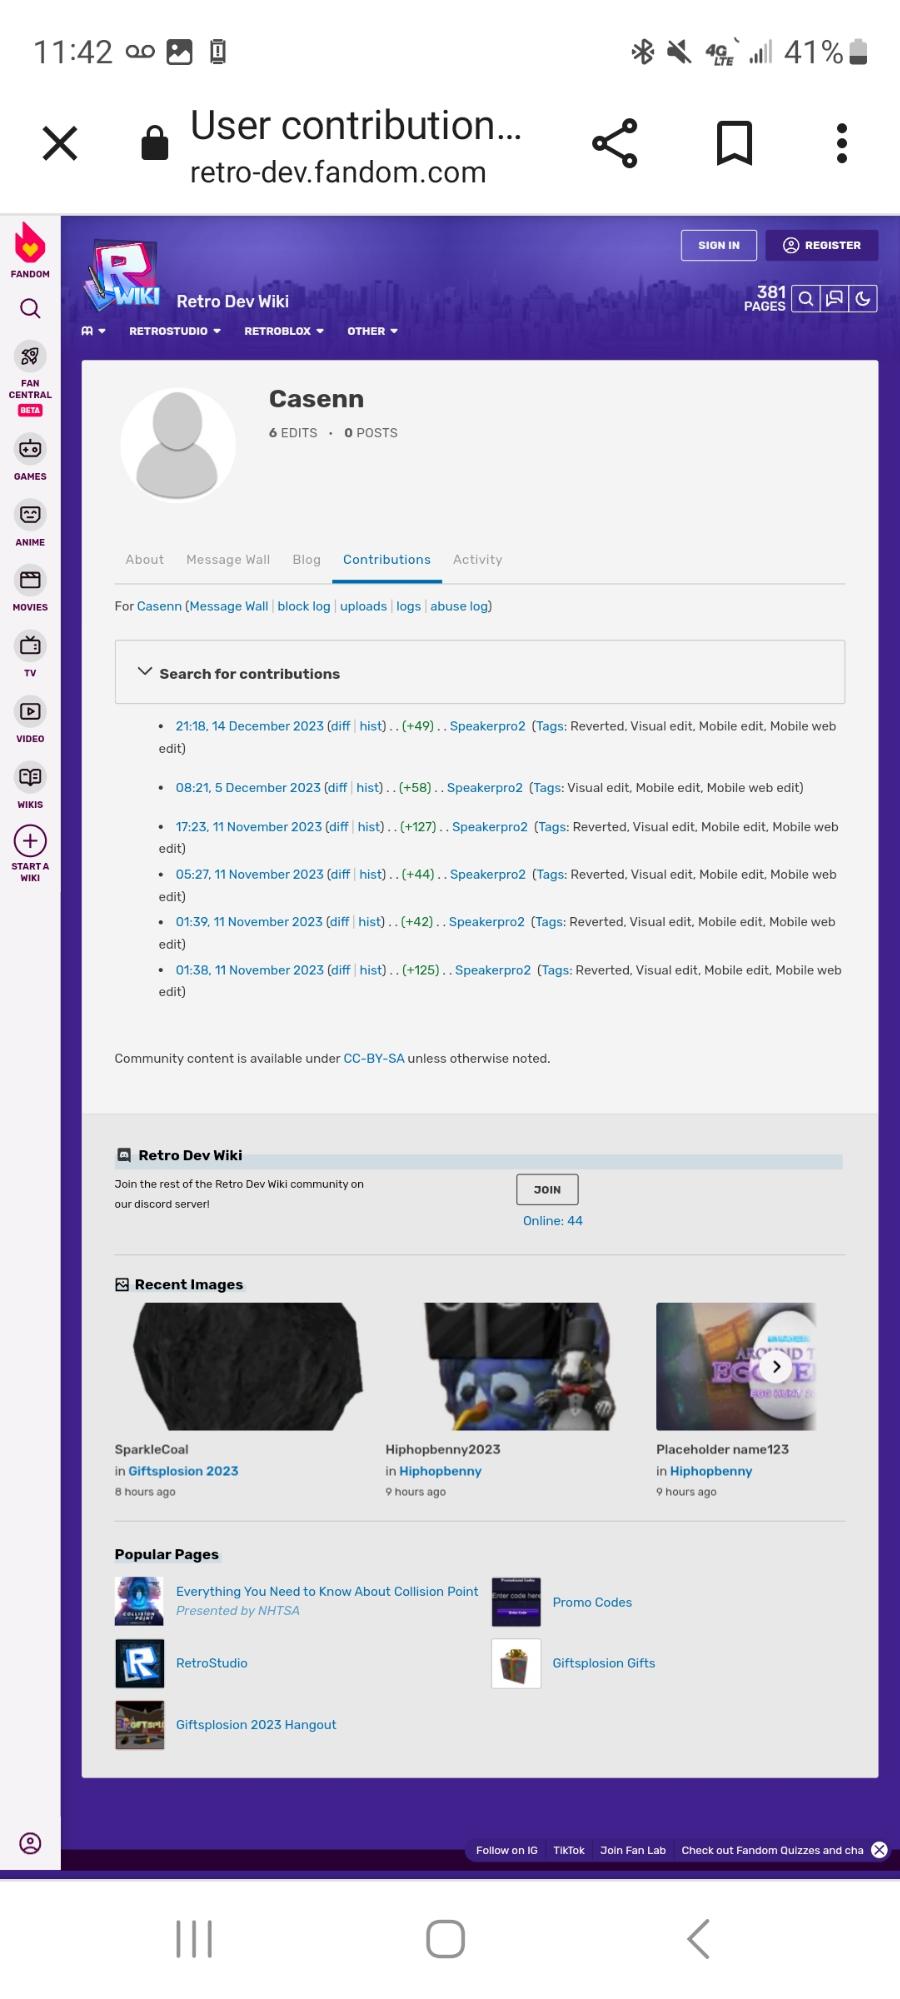 11:42
4G LTE
41%
User contribution...
retro-dev.fandom.com
FANDOM
FAN CENTRAL
BETA
GAMES
ANIME
MOVIES
TV
VIDEO
WIKIS
START A WIKI
R WIKI
Retro Dev Wiki
SIGN IN
REGISTER
381 PAGES
RETROSTUDIO
RETROBLOX
OTHER
Casenn
6 EDITS • 0 POSTS
About Message Wall Blog Contributions Activity
For Casenn (Message Wall | block log | uploads | logs | abuse log)
Search for contributions
• 21:18, 14 December 2023 (diff | hist) . . (+49) . . Speakerpro2 (Tags: Reverted, Visual edit, Mobile edit, Mobile web
edit)
• 08:21, 5 December 2023 (diff | hist) . . (+58) . . Speakerpro2 (Tags: Visual edit, Mobile edit, Mobile web edit)
• 17:23, 11 November 2023 (diff | hist) . . (+127) . . Speakerpro2 (Tags: Reverted, Visual edit, Mobile edit, Mobile web
edit)
• 05:27, 11 November 2023 (diff | hist) . . (+44) . . Speakerpro2 (Tags: Reverted, Visual edit, Mobile edit, Mobile web
edit)
• 01:39, 11 November 2023 (diff | hist) . . (+42) . . Speakerpro2 (Tags: Reverted, Visual edit, Mobile edit, Mobile web
edit)
• 01:38, 11 November 2023 (diff | hist) . . (+125) . . Speakerpro2 (Tags: Reverted, Visual edit, Mobile edit, Mobile web
edit)
Community content is available under CC-BY-SA unless otherwise noted.
Retro Dev Wiki
Join the rest of the Retro Dev Wiki community on
our discord server!
JOIN
Online: 44
Recent Images
AROUND T
EGG HUNT
SparkleCoal
in Giftsplosion 2023
8 hours ago
Hiphopbenny2023
in Hiphopbenny
9 hours ago
Placeholder name123
in Hiphopbenny
9 hours ago
Popular Pages
COLLISION POINT
Everything You Need to Know About Collision Point
Presented by NHTSA
Promotional Codes
Enter code here
Promo Codes
RetroStudio
Giftsplosion Gifts
Giftsplosion 2023 Hangout
Follow on IG
TikTok
Join Fan Lab
Check out Fandom Quizzes and cha